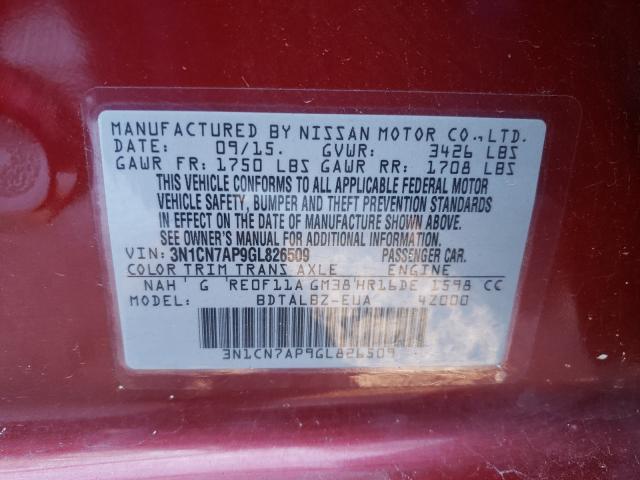 MANUFACTURED BY NISSAN MOTOR CO., LTD.
DATE: 09/15. GVWR: 3426 LBS
GAWR FR: 1750 LBS GAWR RR: 1708 LBS
THIS VEHICLE CONFORMS TO ALL APPLICABLE FEDERAL MOTOR
VEHICLE SAFETY, BUMPER AND THEFT PREVENTION STANDARDS
IN EFFECT ON THE DATE OF MANUFACTURE SHOWN ABOVE.
SEE OWNER'S MANUAL FOR ADDITIONAL INFORMATION.
VIN: 3N1CN7AP9GL826509 PASSENGER CAR.
COLOR TRIM TRANS AXLE ENGINE
NAH G RE0F11A GM38 HR16DE 1598 CC
MODEL: BDTALBZ-EUA 4Z000
3N1CN7AP9GL826509